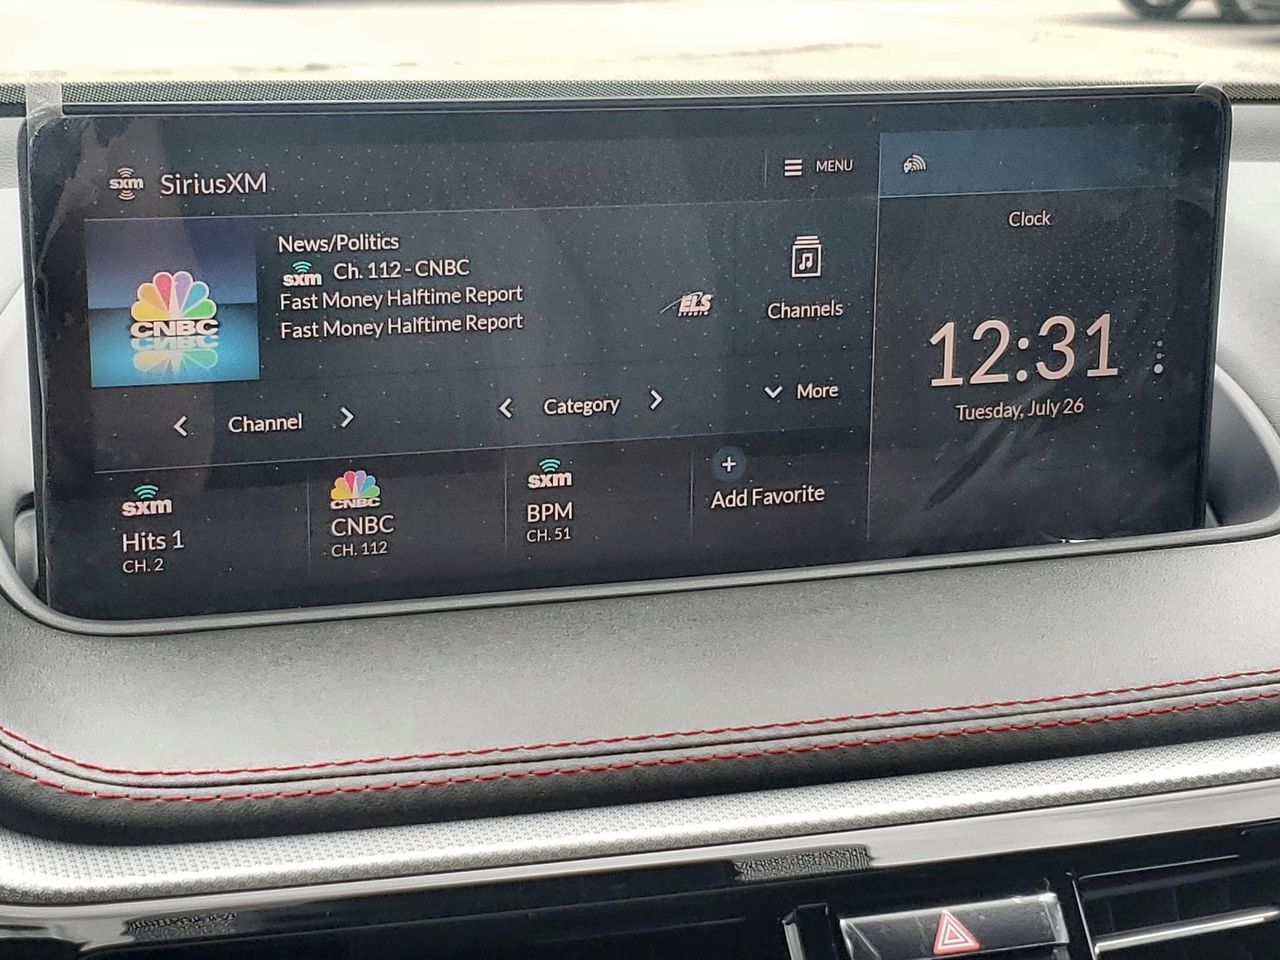 sxm SiriusXM
MENU
News/Politics
sxm Ch. 112 - CNBC
Fast Money Halftime Report
Fast Money Halftime Report
CNBC
ELS
Channels
Channel
Category
More
sxm
Hits 1
CH. 2
CNBC
CNBC
CH. 112
sxm
BPM
CH. 51
+
Add Favorite
Clock
12:31
Tuesday, July 26